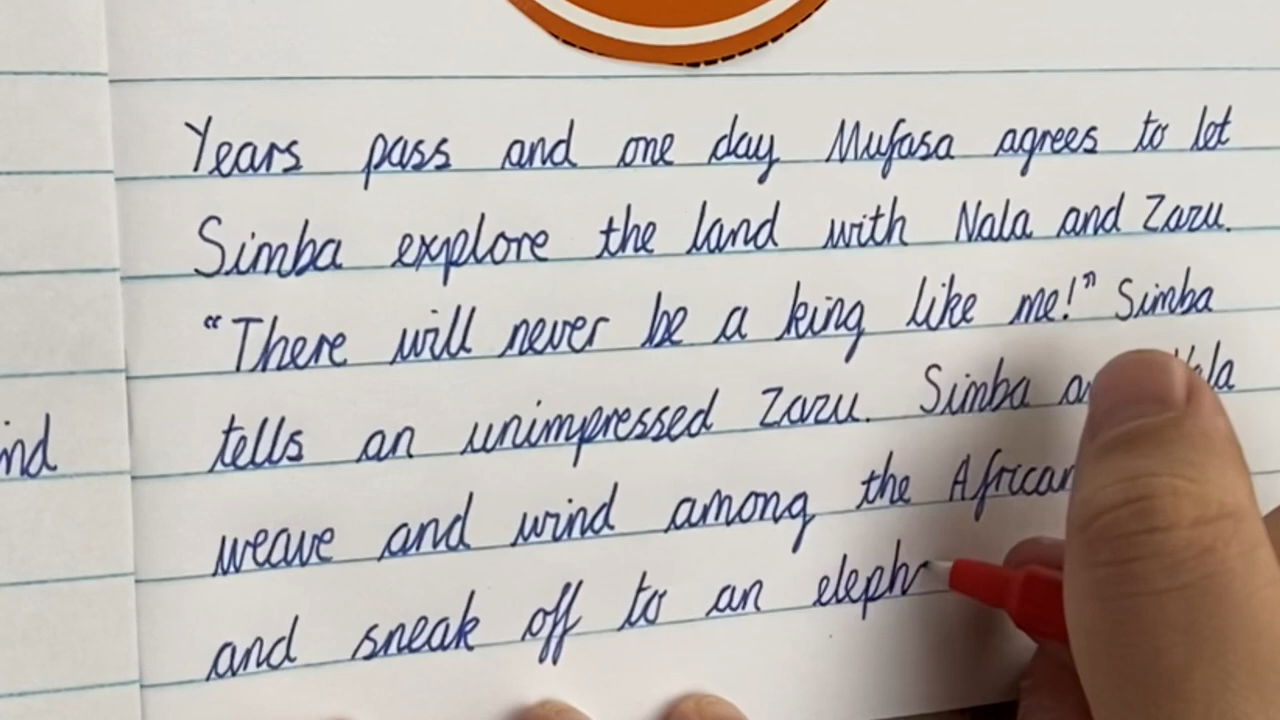 Years pass and one day Mufasa agrees to let
Simba explore the land with Nala and Zazu.
“There will never be a king like me!” Simba
tells an unimpressed Zazu. Simba
weave and wind among the African
and sneak off to an eleph
ind